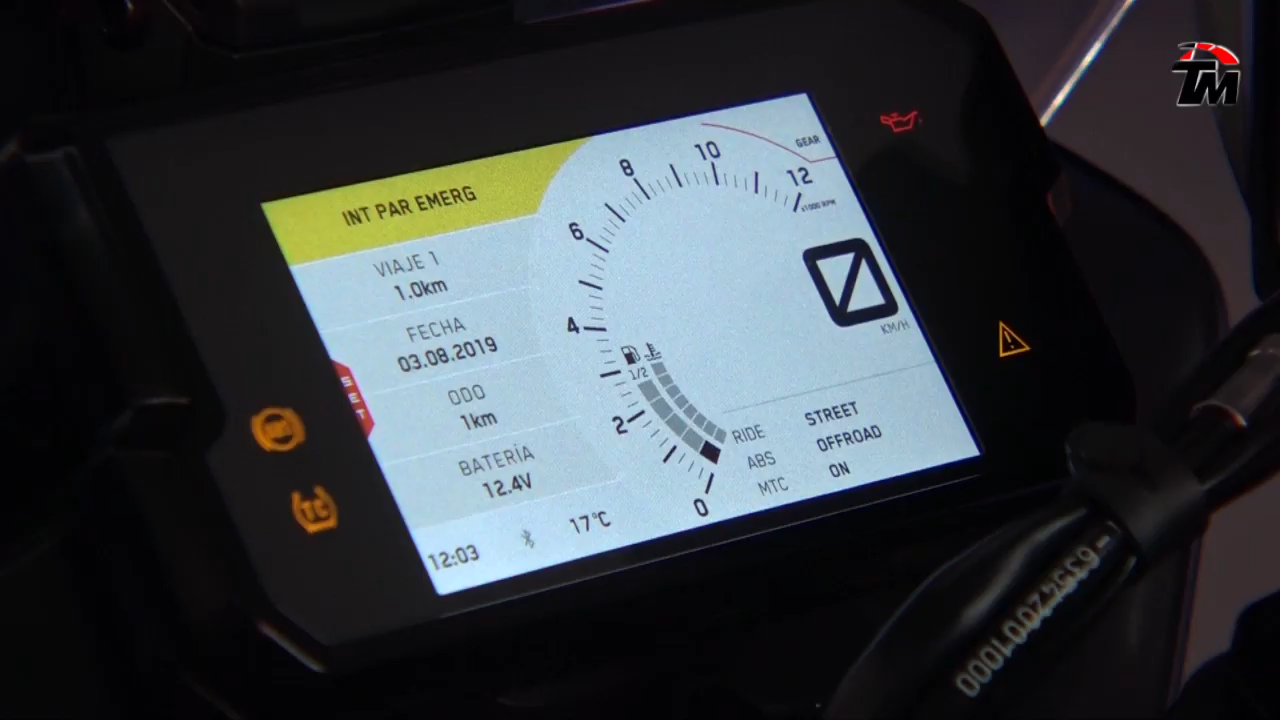 TM
INT PAR EMERG
VIAJE 1
1.0km
FECHA
03.08.2019
ODO
1km
BATERÍA
12.4V
12:03
17°C
SET
GEAR
12
10
8
6
4
2
0
x1000 RPM
1/2
0
KM/H
RIDE STREET
ABS OFFROAD
MTC ON
TC
63542001000